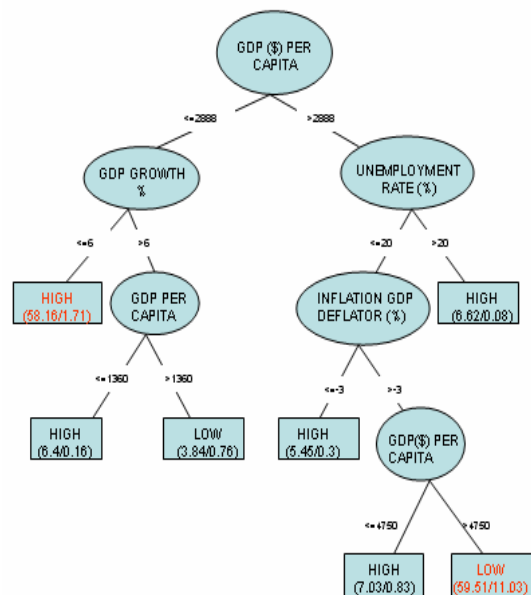 GDP ($) PER
CAPITA
<=2888
>2888
GDP GROWTH
%
UNEMPLOYMENT
RATE (%)
<=6
>6
<=20
>20
HIGH
(58.16/1.71)
GDP PER
CAPITA
INFLATION GDP
DEFLATOR (%)
HIGH
(6.62/0.08)
<=1360
>1360
<=-3
>-3
HIGH
(6.4/0.16)
LOW
(3.84/0.76)
HIGH
(5.45/0.3)
GDP($) PER
CAPITA
<=4750
>4750
HIGH
(7.03/0.83)
LOW
(59.51/11.03)